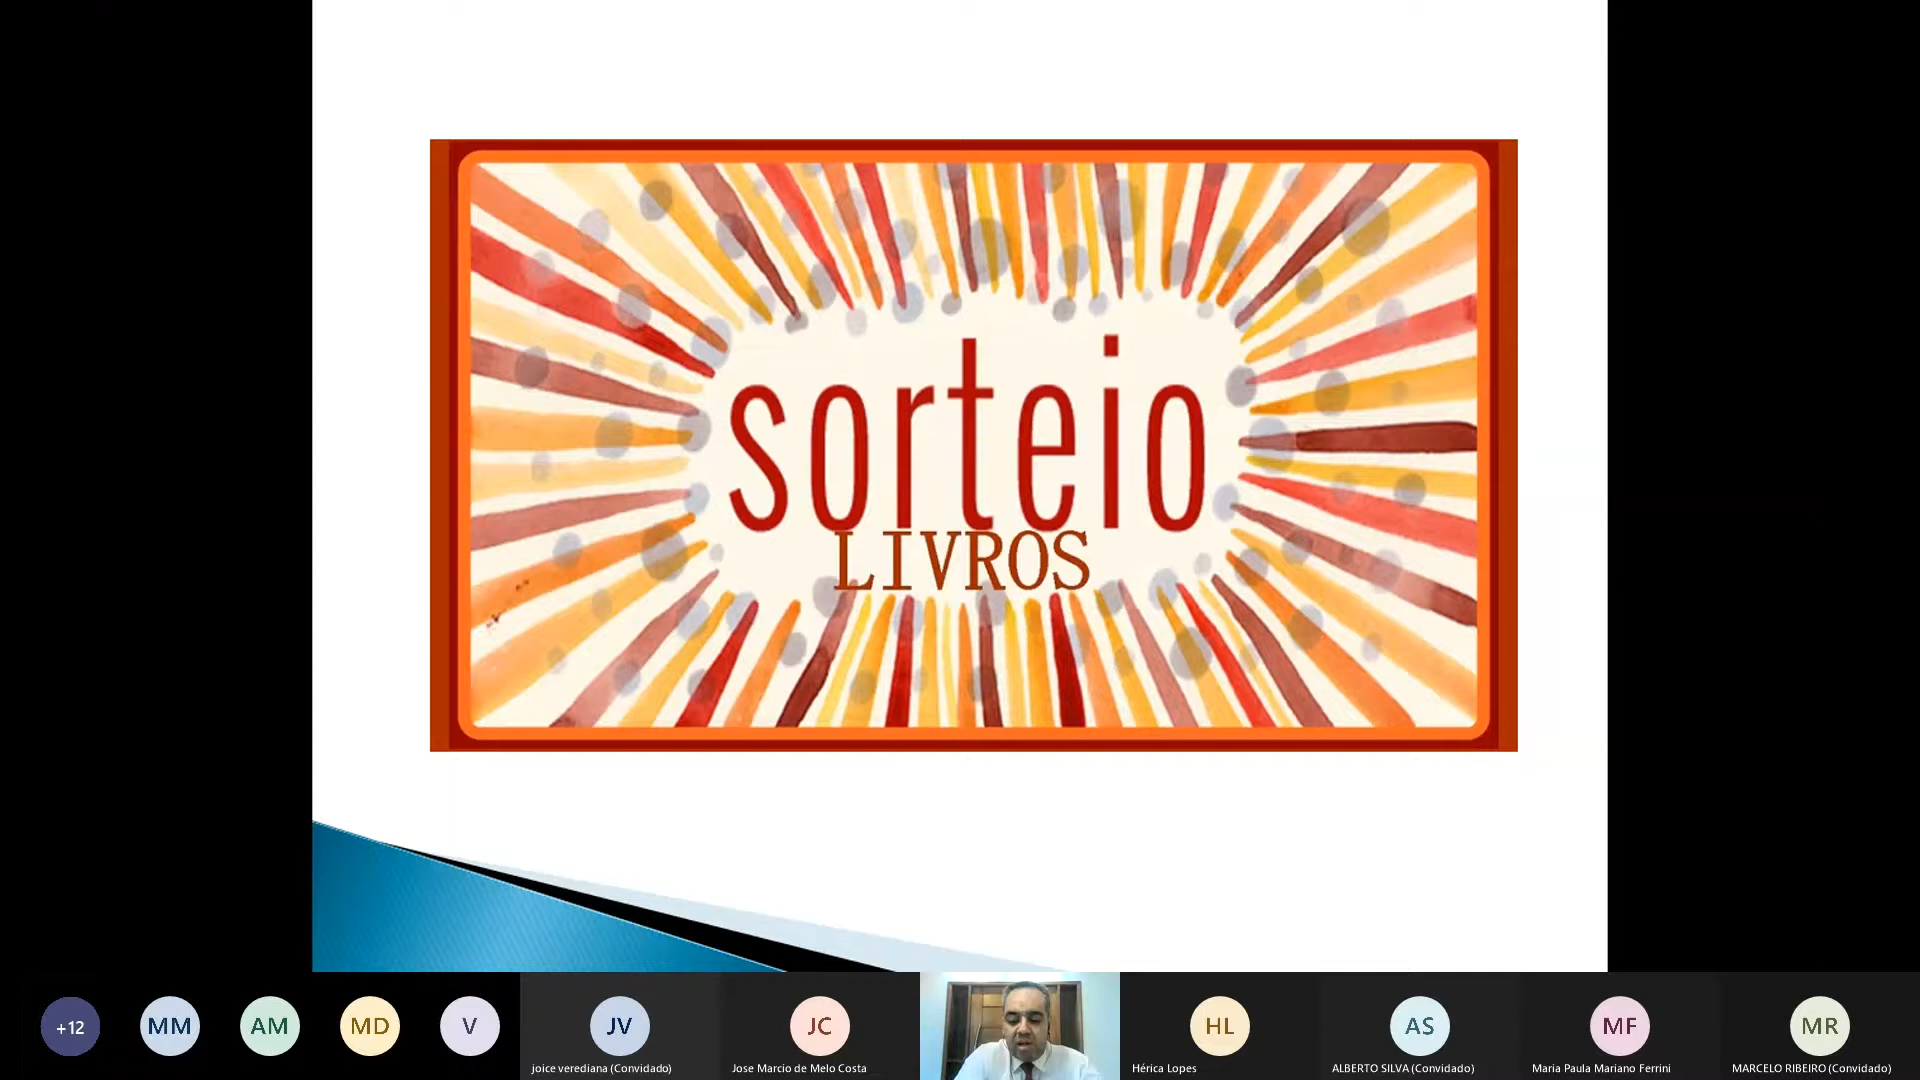 sorteio
LIVROS
+12
MM
AM
MD
V
JV
JC
HL
AS
MF
MR
joice verediana (Convidado)
Jose Marcio de Melo Costa
Hérica Lopes
ALBERTO SILVA (Convidado)
Maria Paula Mariano Ferrini
MARCELO RIBEIRO (Convidado)